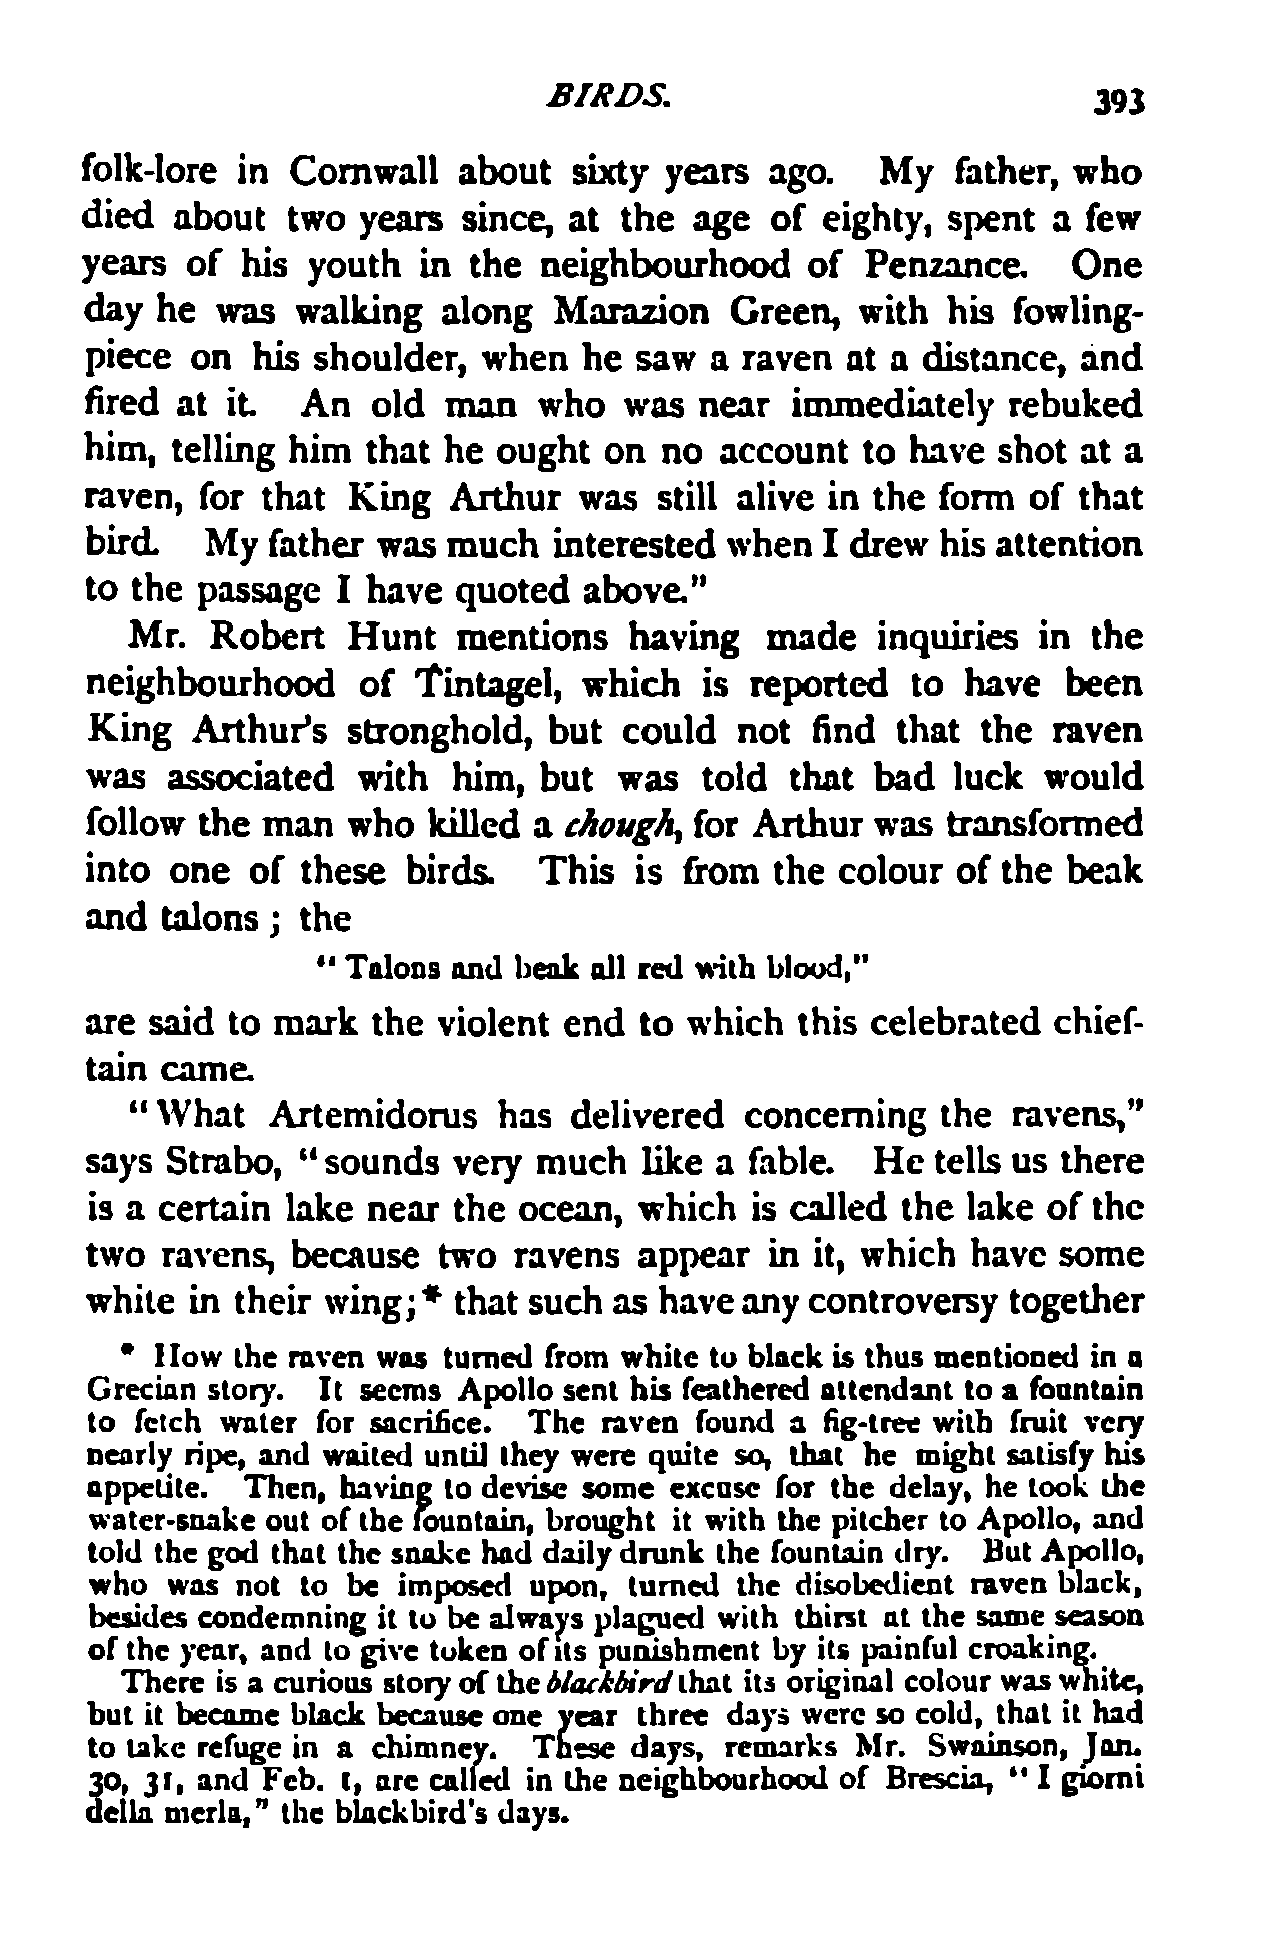 BIRDS. 393
folk-lore in Cornwall about sixty years ago. My father, who
died about two years since, at the age of eighty, spent a few
years of his youth in the neighbourhood of Penzance. One
day he was walking along Marazion Green, with his fowling-
piece on his shoulder, when he saw a raven at a distance, and
fired at it. An old man who was near immediately rebuked
him, telling him that he ought on no account to have shot at a
raven, for that King Arthur was still alive in the form of that
bird. My father was much interested when I drew his attention
to the passage I have quoted above."
Mr. Robert Hunt mentions having made inquiries in the
neighbourhood of Tintagel, which is reported to have been
King Arthur's stronghold, but could not find that the raven
was associated with him, but was told that bad luck would
follow the man who killed a chough, for Arthur was transformed
into one of these birds. This is from the colour of the beak
and talons ; the
" Talons and beak all red with blood,"
are said to mark the violent end to which this celebrated chief-
tain came.
" What Artemidorus has delivered concerning the ravens,"
says Strabo, " sounds very much like a fable. He tells us there
is a certain lake near the ocean, which is called the lake of the
two ravens, because two ravens appear in it, which have some
white in their wing; * that such as have any controversy together
* How the raven was turned from white to black is thus mentioned in a
Grecian story. It seems Apollo sent his feathered attendant to a fountain
to fetch water for sacrifice. The raven found a fig-tree with fruit very
nearly ripe, and waited until they were quite so, that he might satisfy his
appetite. Then, having to devise some excuse for the delay, he took the
water-snake out of the fountain, brought it with the pitcher to Apollo, and
told the god that the snake had daily drunk the fountain dry. But Apollo,
who was not to be imposed upon, turned the disobedient raven black,
besides condemning it to be always plagued with thirst at the same season
of the year, and to give token of its punishment by its painful croaking.
There is a curious story of the blackbird that its original colour was white,
but it became black because one year three days were so cold, that it had
to take refuge in a chimney. These days, remarks Mr. Swainson, Jan.
30, 31, and Feb. 1, are called in the neighbourhood of Brescia, " I giorni
della merla," the blackbird's days.